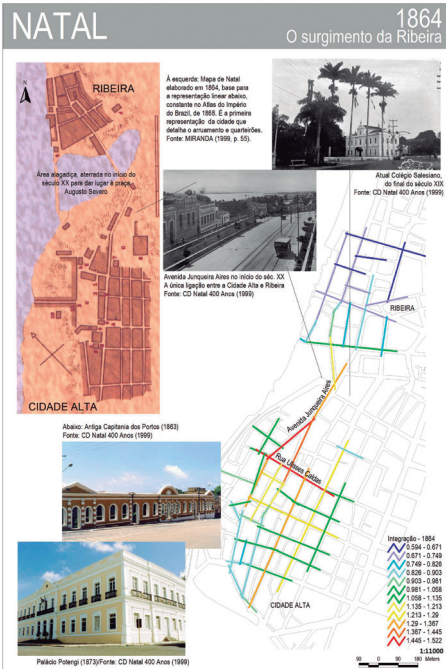 NATAL
1864
O surgimento da Ribeira
N
RIBEIRA
Área alagadiça, aterrada no início do
século XX para dar lugar à praça
Augusto Severo
CIDADE ALTA
À esquerda: Mapa de Natal
elaborado em 1864, base para
a representação linear abaixo,
constante no Atlas do Império
do Brazil, de 1868. É a primeira
representação da cidade que
detalha o arruamento e quarteirões.
Fonte: MIRANDA (1999, p. 55).
Atual Colégio Salesiano,
do final do século XIX
Fonte: CD Natal 400 Anos (1999)
Avenida Junqueira Aires no início do séc. XX
A única ligação entre a Cidade Alta e Ribeira
Fonte: CD Natal 400 Anos (1999)
RIBEIRA
Avenida Junqueira Aires
Rua Ulisses Caldas
CIDADE ALTA
Abaixo: Antiga Capitania dos Portos (1863)
Fonte: CD Natal 400 Anos (1999)
Palácio Potengi (1873)/Fonte: CD Natal 400 Anos (1999)
Integração - 1864
0.594 - 0.671
0.671 - 0.749
0.749 - 0.826
0.826 - 0.903
0.903 - 0.981
0.981 - 1.058
1.058 - 1.135
1.135 - 1.213
1.213 - 1.29
1.29 - 1.367
1.367 - 1.445
1.445 - 1.522
1:11000
90 0 90 180 Meters